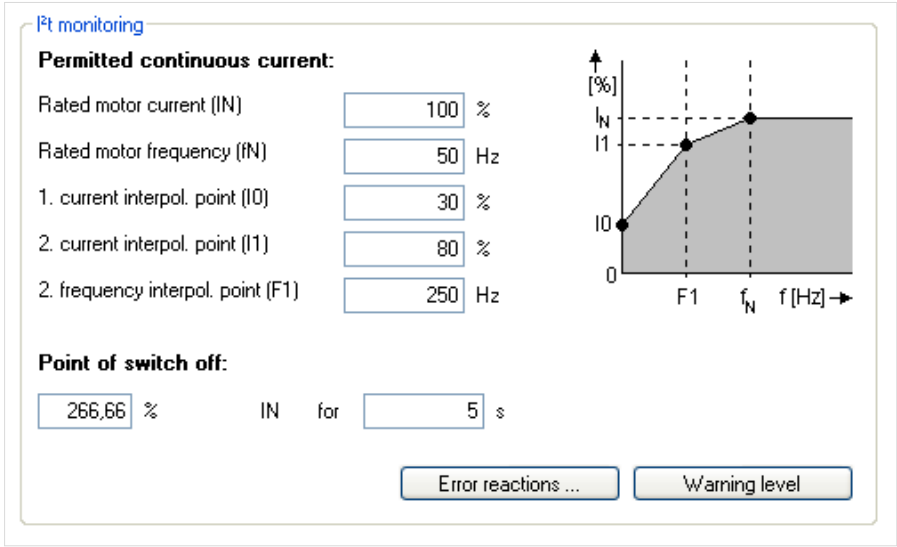 I²t monitoring
Permitted continuous current:
Rated motor current (IN) 100 %
Rated motor frequency (fN) 50 Hz
1. current interpol. point (I0) 30 %
2. current interpol. point (I1) 80 %
2. frequency interpol. point (F1) 250 Hz
[%]
IN
I1
I0
0
F1 fN f [Hz]
Point of switch off:
266,66 % IN for 5 s
Error reactions ... Warning level